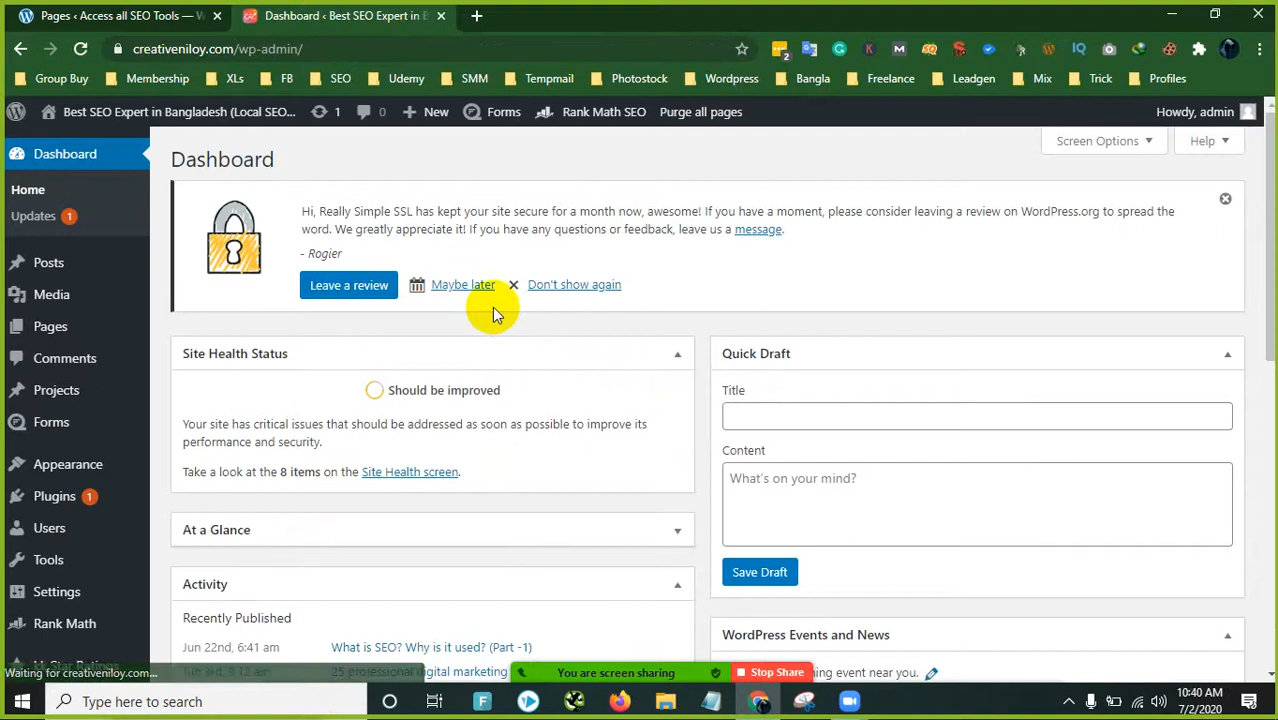 Pages ‹ Access all SEO Tools — W
Dashboard ‹ Best SEO Expert in B
creativeniloy.com/wp-admin/
2
Group Buy
Membership
XLs
FB
SEO
Udemy
SMM
Tempmail
Photostock
Wordpress
Bangla
Freelance
Leadgen
Mix
Trick
Profiles
Best SEO Expert in Bangladesh (Local SEO...
1
0
New
Forms
Rank Math SEO
Purge all pages
Howdy, admin
Dashboard
Home
Updates 1
Posts
Media
Pages
Comments
Projects
Forms
Appearance
Plugins 1
Users
Tools
Settings
Rank Math
Screen Options
Help
Dashboard
Hi, Really Simple SSL has kept your site secure for a month now, awesome! If you have a moment, please consider leaving a review on WordPress.org to spread the
word. We greatly appreciate it! If you have any questions or feedback, leave us a message.
- Rogier
Leave a review
Maybe later
Don't show again
Site Health Status
Should be improved
Your site has critical issues that should be addressed as soon as possible to improve its
performance and security.
Take a look at the 8 items on the Site Health screen.
At a Glance
Activity
Recently Published
Jun 22nd, 6:41 am What is SEO? Why is it used? (Part -1)
25 professional digital marketing
Quick Draft
Title
Content
What's on your mind?
Save Draft
WordPress Events and News
event near you.
Waiting for creativeniloy.com...
You are screen sharing
Stop Share
Type here to search
10:40 AM
7/2/2020